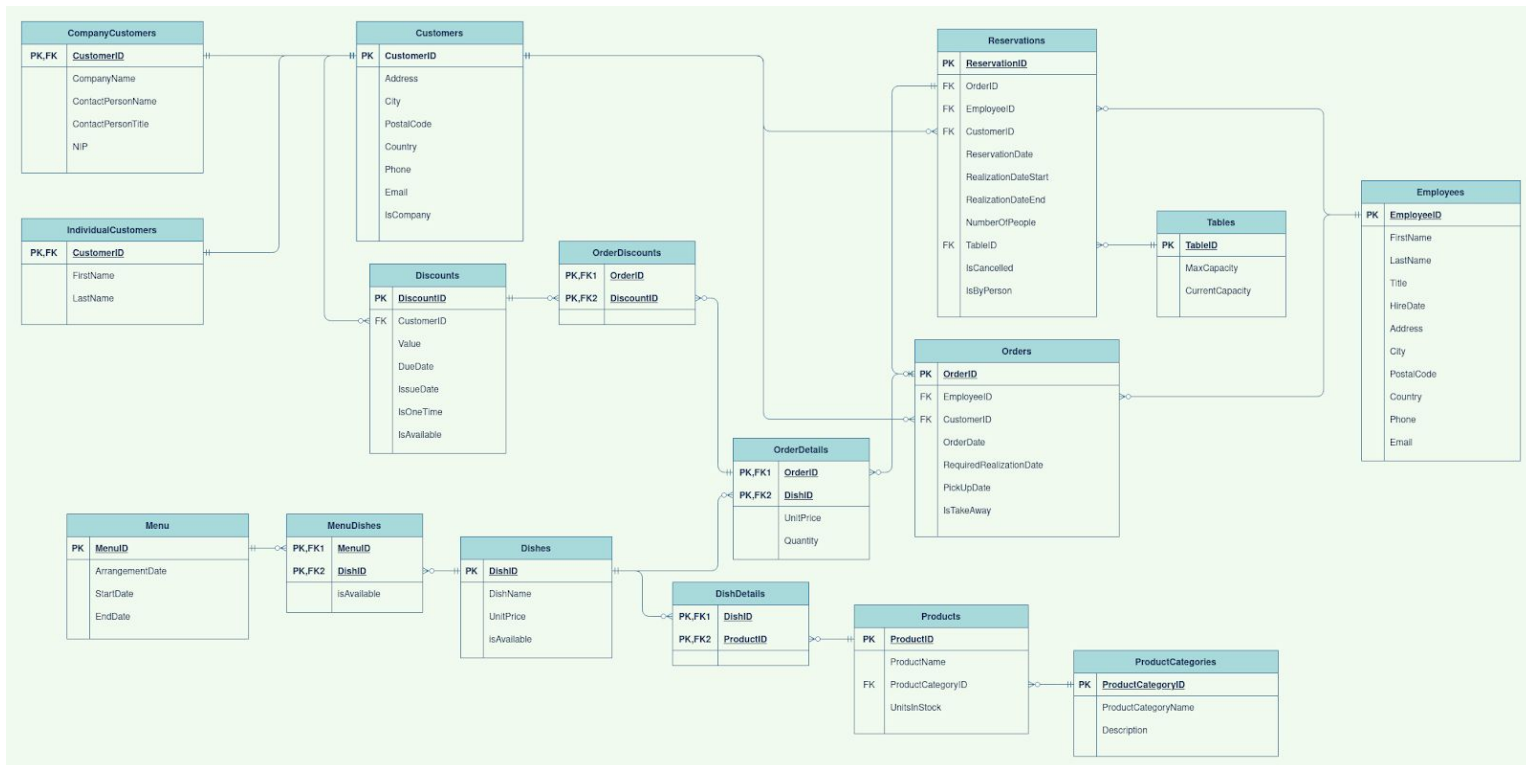 CompanyCustomers
PK,FK CustomerID
CompanyName
ContactPersonName
ContactPersonTitle
NIP
Customers
PK CustomerID
Address
City
PostalCode
Country
Phone
Email
IsCompany
Reservations
PK ReservationID
FK OrderID
FK EmployeeID
FK CustomerID
ReservationDate
RealizationDateStart
RealizationDateEnd
NumberOfPeople
FK TableID
IsCancelled
IsByPerson
Employees
PK EmployeeID
FirstName
LastName
Title
HireDate
Address
City
PostalCode
Country
Phone
Email
Tables
PK TableID
MaxCapacity
CurrentCapacity
IndividualCustomers
PK,FK CustomerID
FirstName
LastName
Discounts
PK DiscountID
FK CustomerID
Value
DueDate
IssueDate
IsOneTime
IsAvailable
OrderDiscounts
PK,FK1 OrderID
PK,FK2 DiscountID
Orders
PK OrderID
FK EmployeeID
FK CustomerID
OrderDate
RequiredRealizationDate
PickUpDate
IsTakeAway
OrderDetails
PK,FK1 OrderID
PK,FK2 DishID
UnitPrice
Quantity
Menu
PK MenuID
ArrangementDate
StartDate
EndDate
MenuDishes
PK,FK1 MenuID
PK,FK2 DishID
isAvailable
Dishes
PK DishID
DishName
UnitPrice
isAvailable
DishDetails
PK,FK1 DishID
PK,FK2 ProductID
Products
PK ProductID
ProductName
FK ProductCategoryID
UnitsInStock
ProductCategories
PK ProductCategoryID
ProductCategoryName
Description